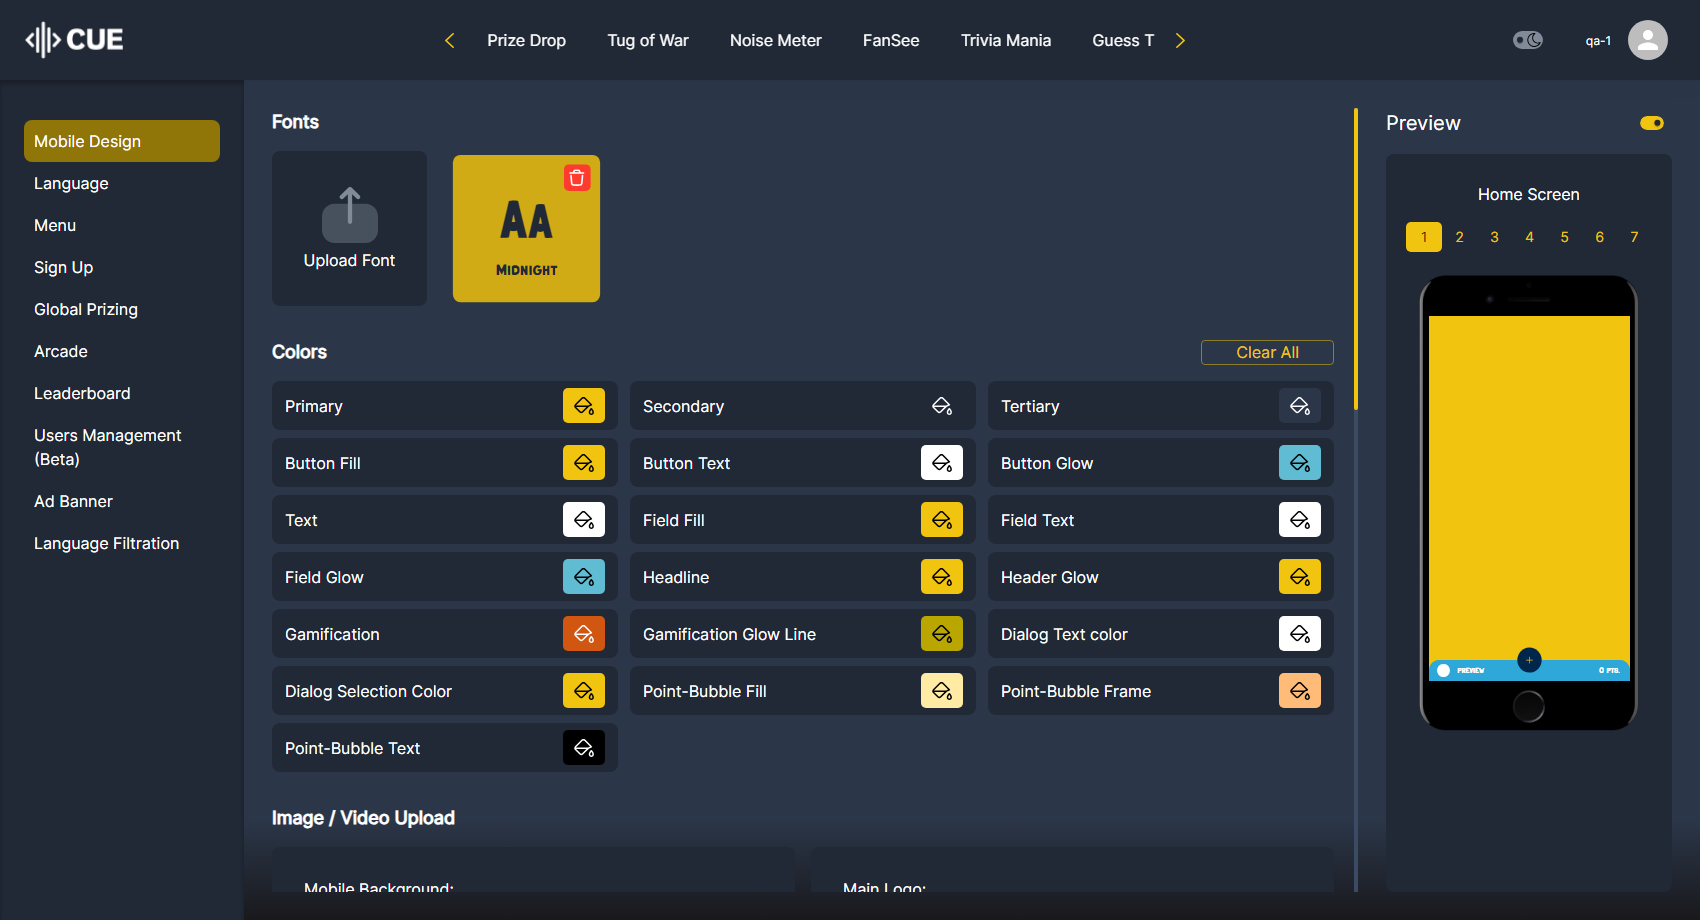 CUE
Prize Drop
Tug of War
Noise Meter
FanSee
Trivia Mania
Guess T
qa-1
Mobile Design
Language
Menu
Sign Up
Global Prizing
Arcade
Leaderboard
Users Management
(Beta)
Ad Banner
Language Filtration
Fonts
Upload Font
AA
MIDNIGHT
Colors
Clear All
Primary
Secondary
Tertiary
Button Fill
Button Text
Button Glow
Text
Field Fill
Field Text
Field Glow
Headline
Header Glow
Gamification
Gamification Glow Line
Dialog Text color
Dialog Selection Color
Point-Bubble Fill
Point-Bubble Frame
Point-Bubble Text
Image / Video Upload
Mobile Background:
Main Logo:
Preview
Home Screen
1 2 3 4 5 6 7
+
PREVIEW
0 PTS.